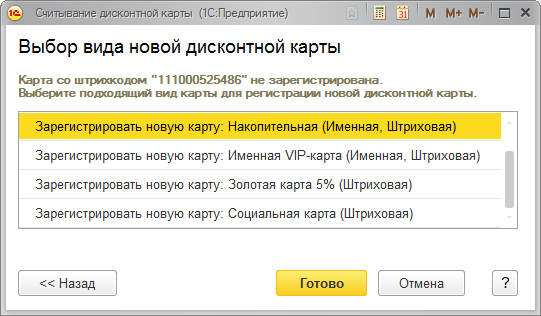 1С Считывание дисконтной карты (1С:Предприятие) 31 M M+ M-
Выбор вида новой дисконтной карты
Карта со штрихкодом "111000525486" не зарегистрирована.
Выберите подходящий вид карты для регистрации новой дисконтной карты.
Зарегистрировать новую карту: Накопительная (Именная, Штриховая)
Зарегистрировать новую карту: Именная VIP-карта (Именная, Штриховая)
Зарегистрировать новую карту: Золотая карта 5% (Штриховая)
Зарегистрировать новую карту: Социальная карта (Штриховая)
<< Назад Готово Отмена ?